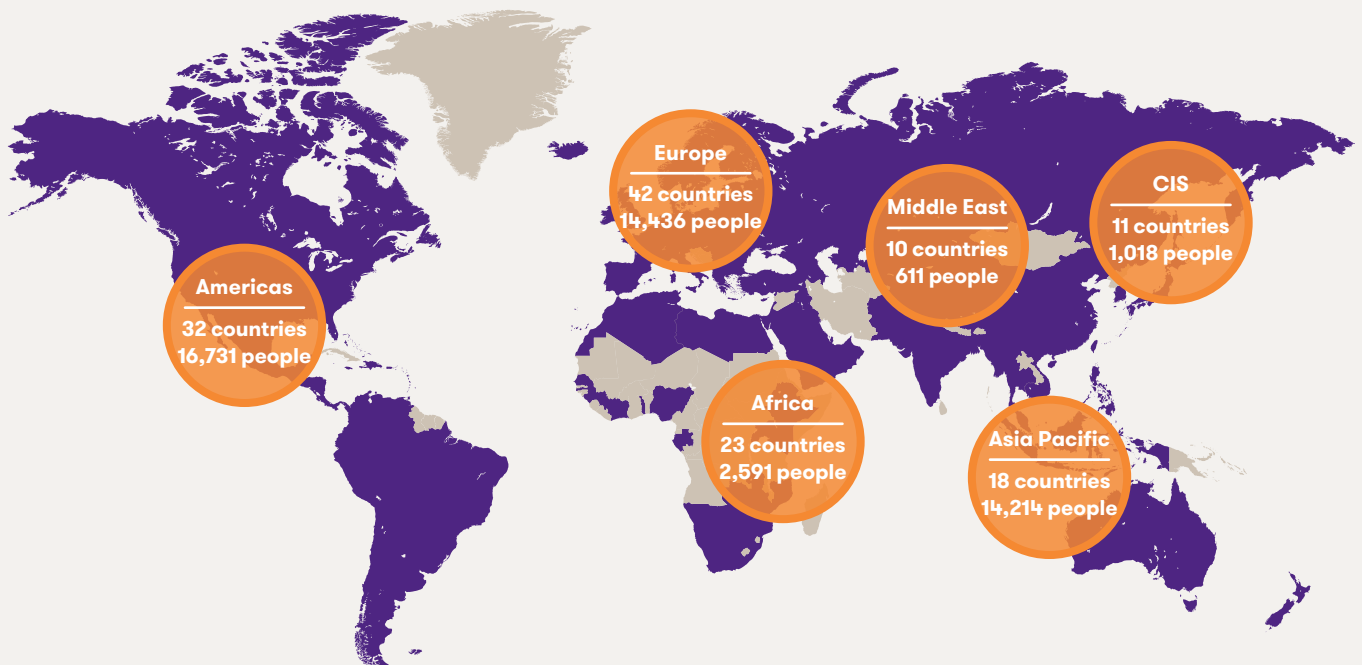 Europe
42 countries
14,436 people
CIS
11 countries
1,018 people
Middle East
10 countries
611 people
Americas
32 countries
16,731 people
Africa
23 countries
2,591 people
Asia Pacific
18 countries
14,214 people